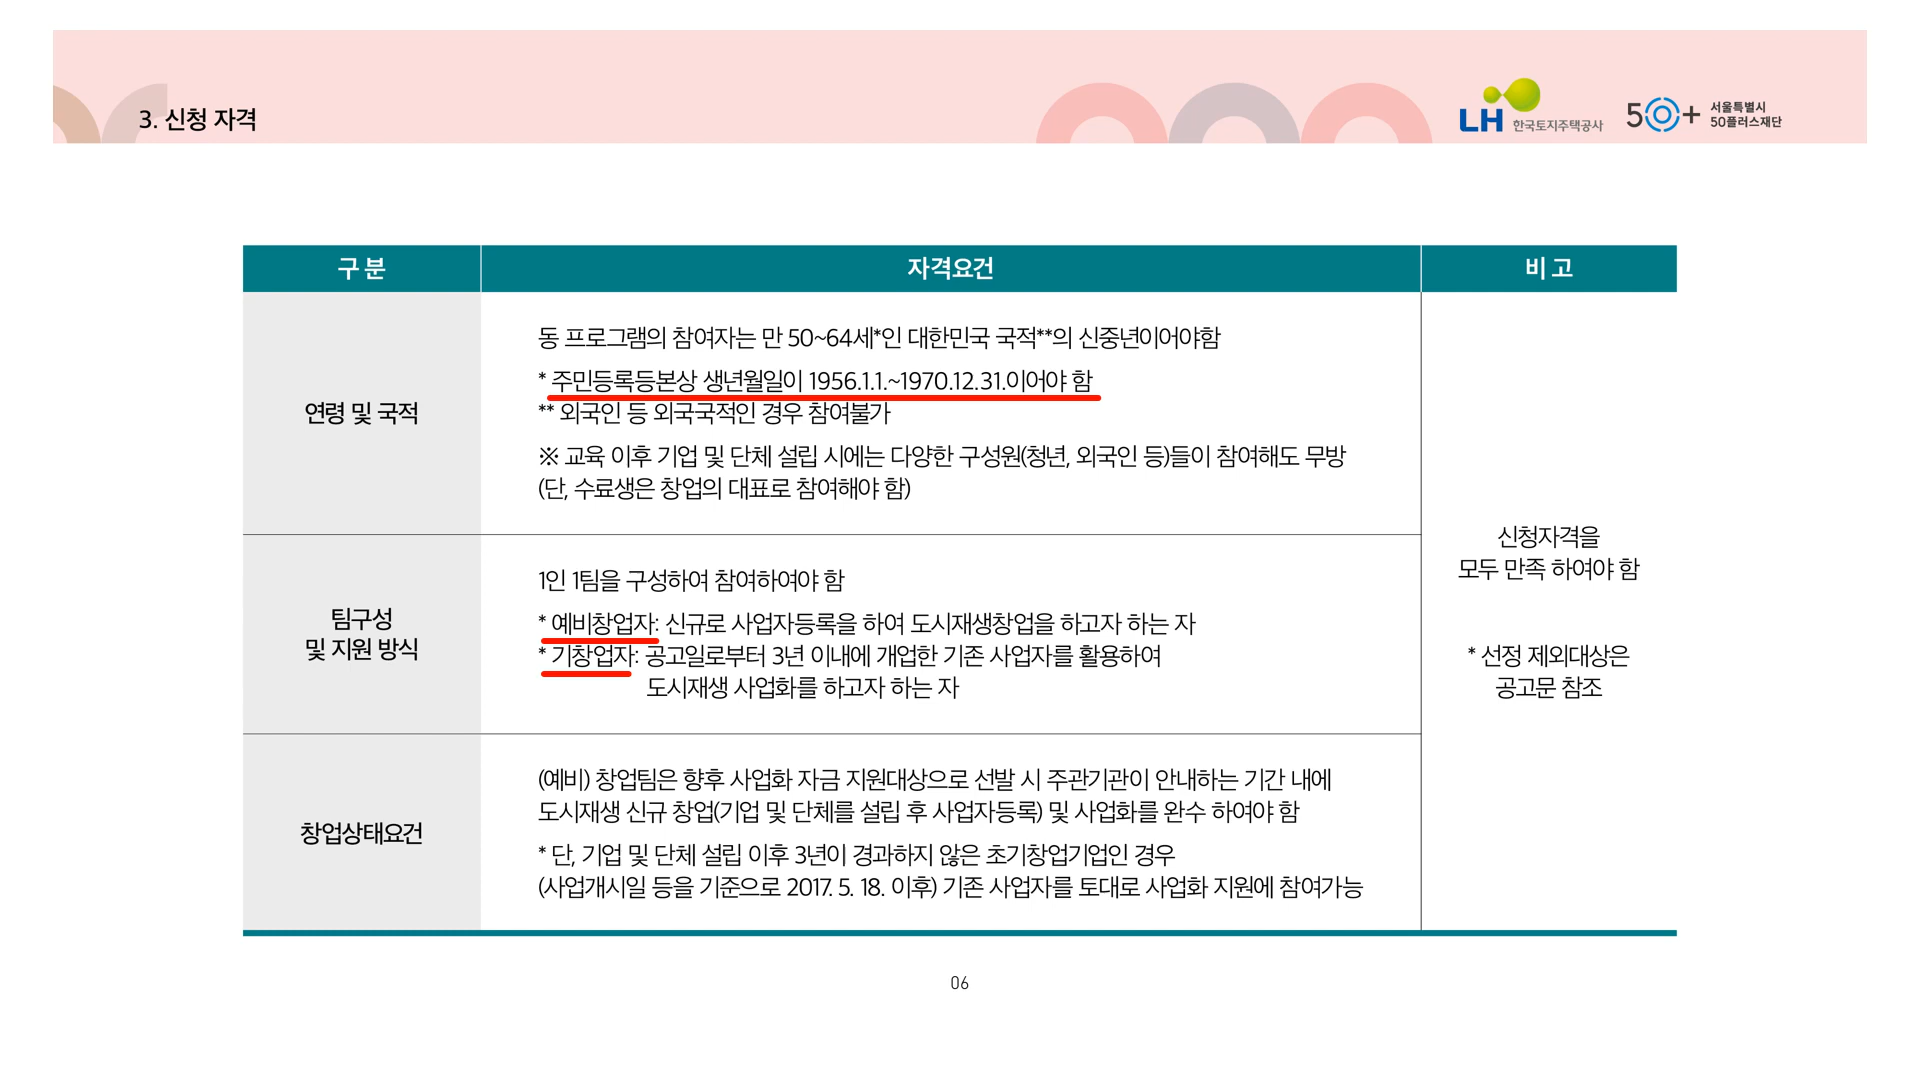 3. 신청 자격
LH 한국토지주택공사
50+ 서울특별시
50플러스재단
구 분
자격요건
비 고
연령 및 국적
동 프로그램의 참여자는 만 50~64세*인 대한민국 국적**의 신중년이어야함
* 주민등록등본상 생년월일이 1956.1.1.~1970.12.31.이어야 함
** 외국인 등 외국국적인 경우 참여불가
※ 교육 이후 기업 및 단체 설립 시에는 다양한 구성원(청년, 외국인 등)들이 참여해도 무방
(단, 수료생은 창업의 대표로 참여해야 함)
팀구성
및 지원 방식
1인 1팀을 구성하여 참여하여야 함
* 예비창업자: 신규로 사업자등록을 하여 도시재생창업을 하고자 하는 자
* 기창업자: 공고일로부터 3년 이내에 개업한 기존 사업자를 활용하여
도시재생 사업화를 하고자 하는 자
창업상태요건
(예비) 창업팀은 향후 사업화 자금 지원대상으로 선발 시 주관기관이 안내하는 기간 내에
도시재생 신규 창업(기업 및 단체를 설립 후 사업자등록) 및 사업화를 완수 하여야 함
* 단, 기업 및 단체 설립 이후 3년이 경과하지 않은 초기창업기업인 경우
(사업개시일 등을 기준으로 2017. 5. 18. 이후) 기존 사업자를 토대로 사업화 지원에 참여가능
신청자격을
모두 만족 하여야 함
* 선정 제외대상은
공고문 참조
06